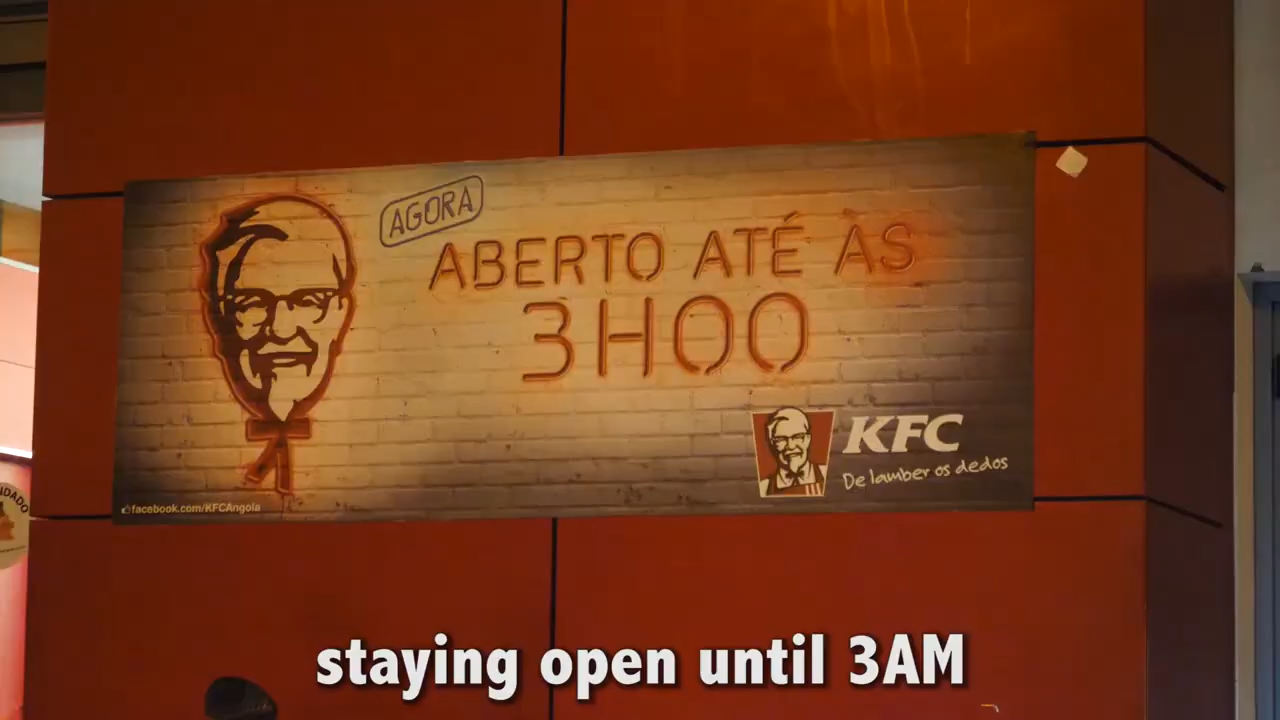 AGORA
ABERTO ATÉ ÀS
3H00
KFC
De lamber os dedos
facebook.com/KFCAngola
staying open until 3AM